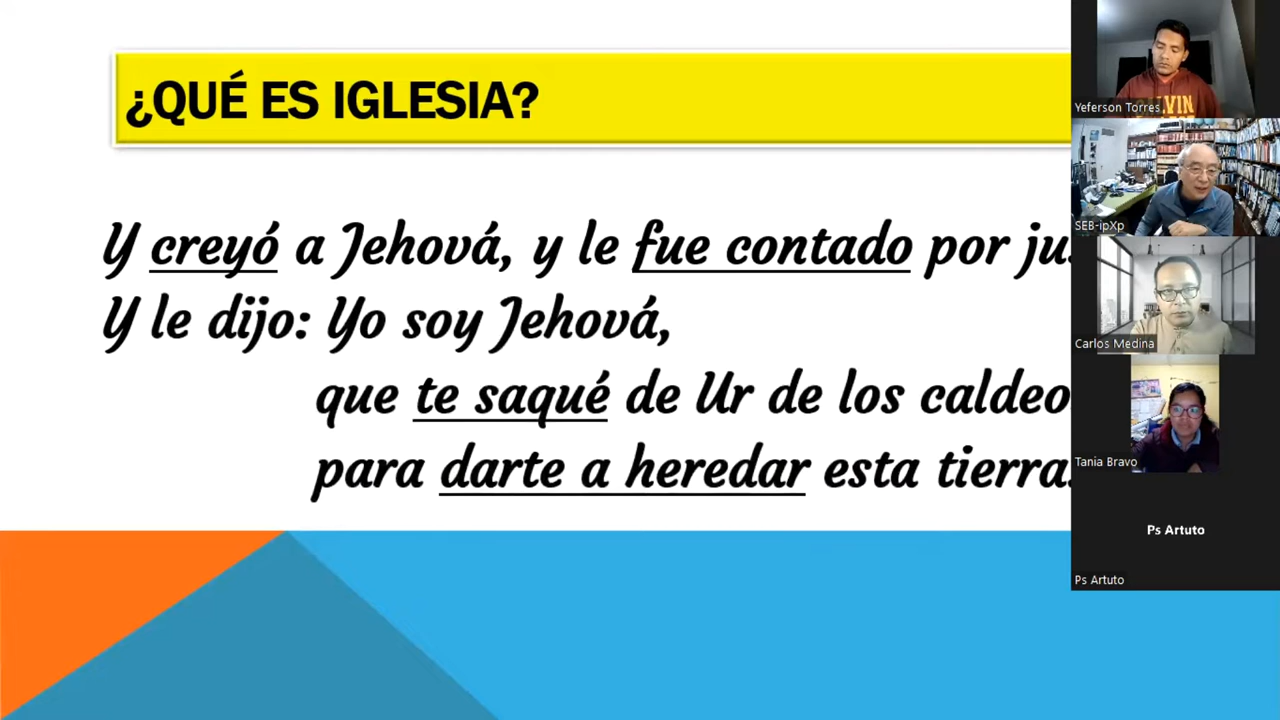 ¿QUÉ ES IGLESIA?
Y creyó a Jehová, y le fue contado por
Y le dijo: Yo soy Jehová,
que te saqué de Ur de los
para darte a heredar esta tierra.
Yeferson Torres
SEB-ipXp
Carlos Medina
Tania Bravo
Ps Artuto
Ps Artuto